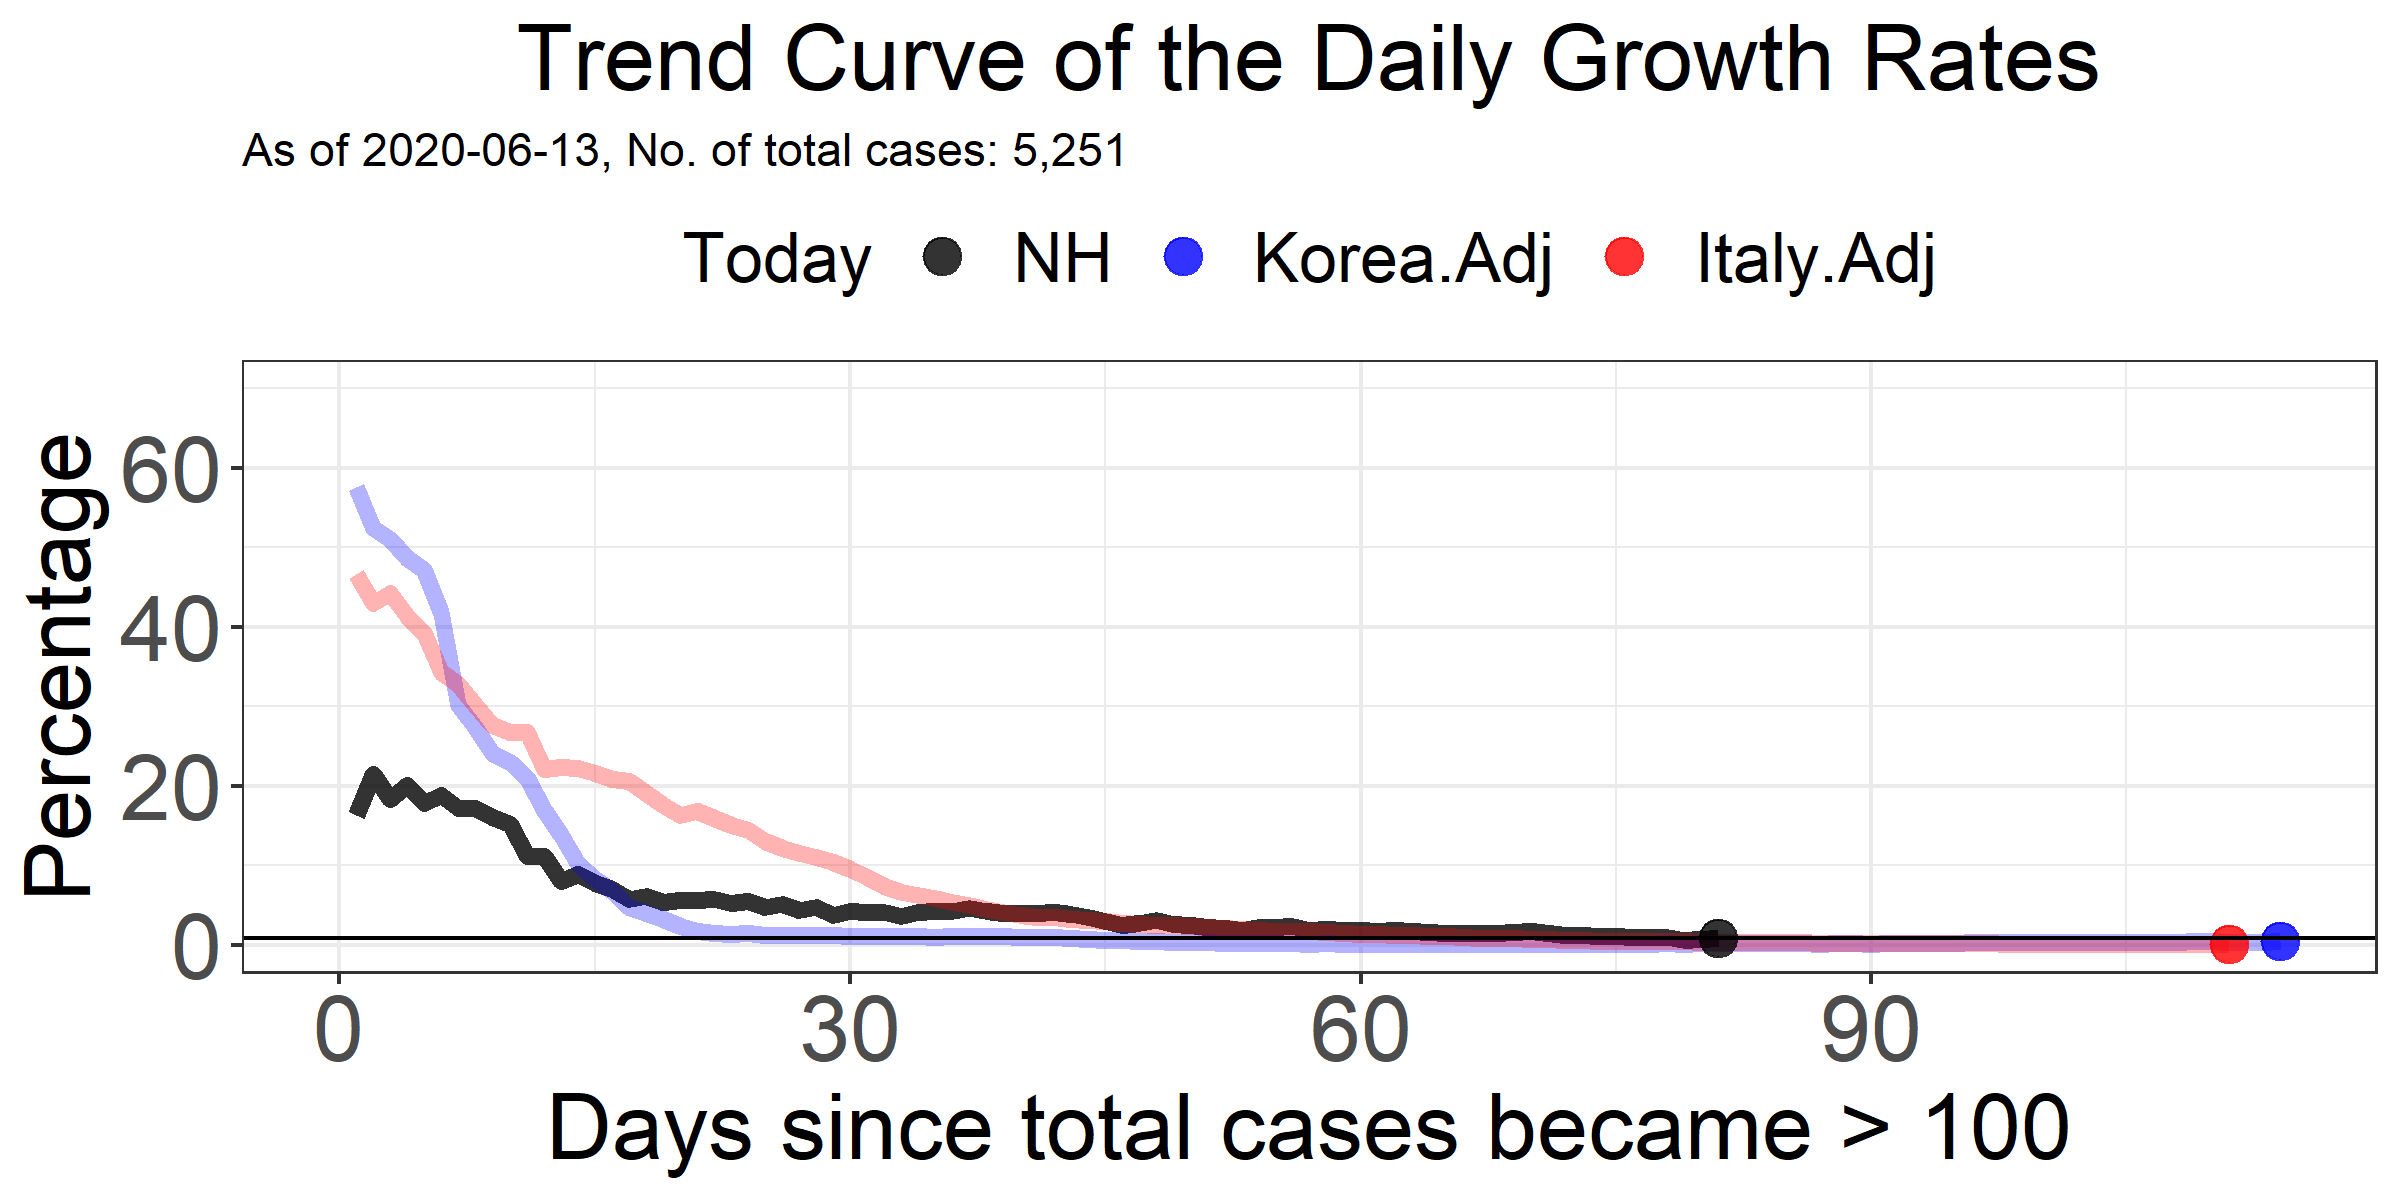 Trend Curve of the Daily Growth Rates
As of 2020-06-13, No. of total cases: 5,251
Today NH Korea.Adj Italy.Adj
Percentage
60
40
20
0
0 30 60 90
Days since total cases became > 100